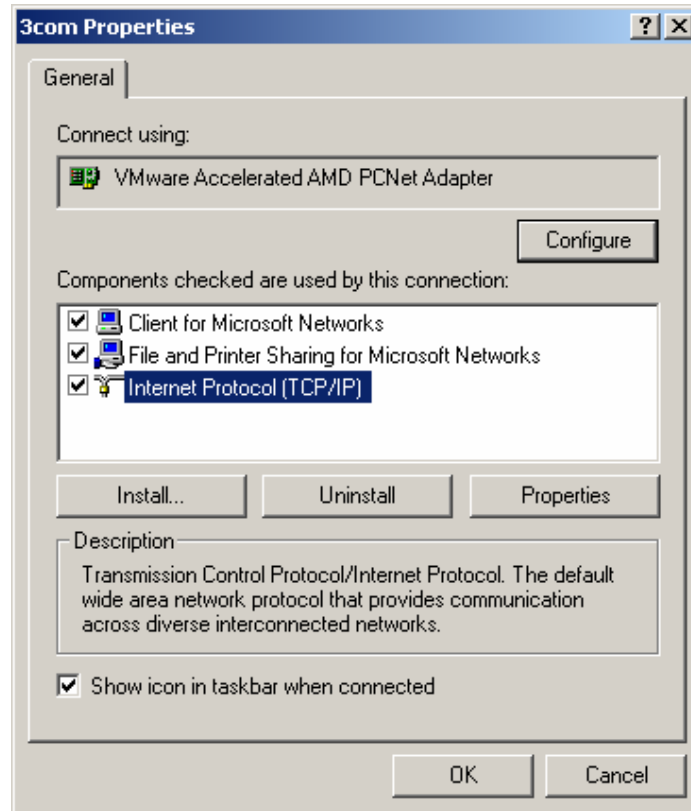 3com Properties
General
Connect using:
VMware Accelerated AMD PCNet Adapter
Configure
Components checked are used by this connection:
Client for Microsoft Networks
File and Printer Sharing for Microsoft Networks
Internet Protocol (TCP/IP)
Install...
Uninstall
Properties
Description
Transmission Control Protocol/Internet Protocol. The default
wide area network protocol that provides communication
across diverse interconnected networks.
Show icon in taskbar when connected
OK
Cancel